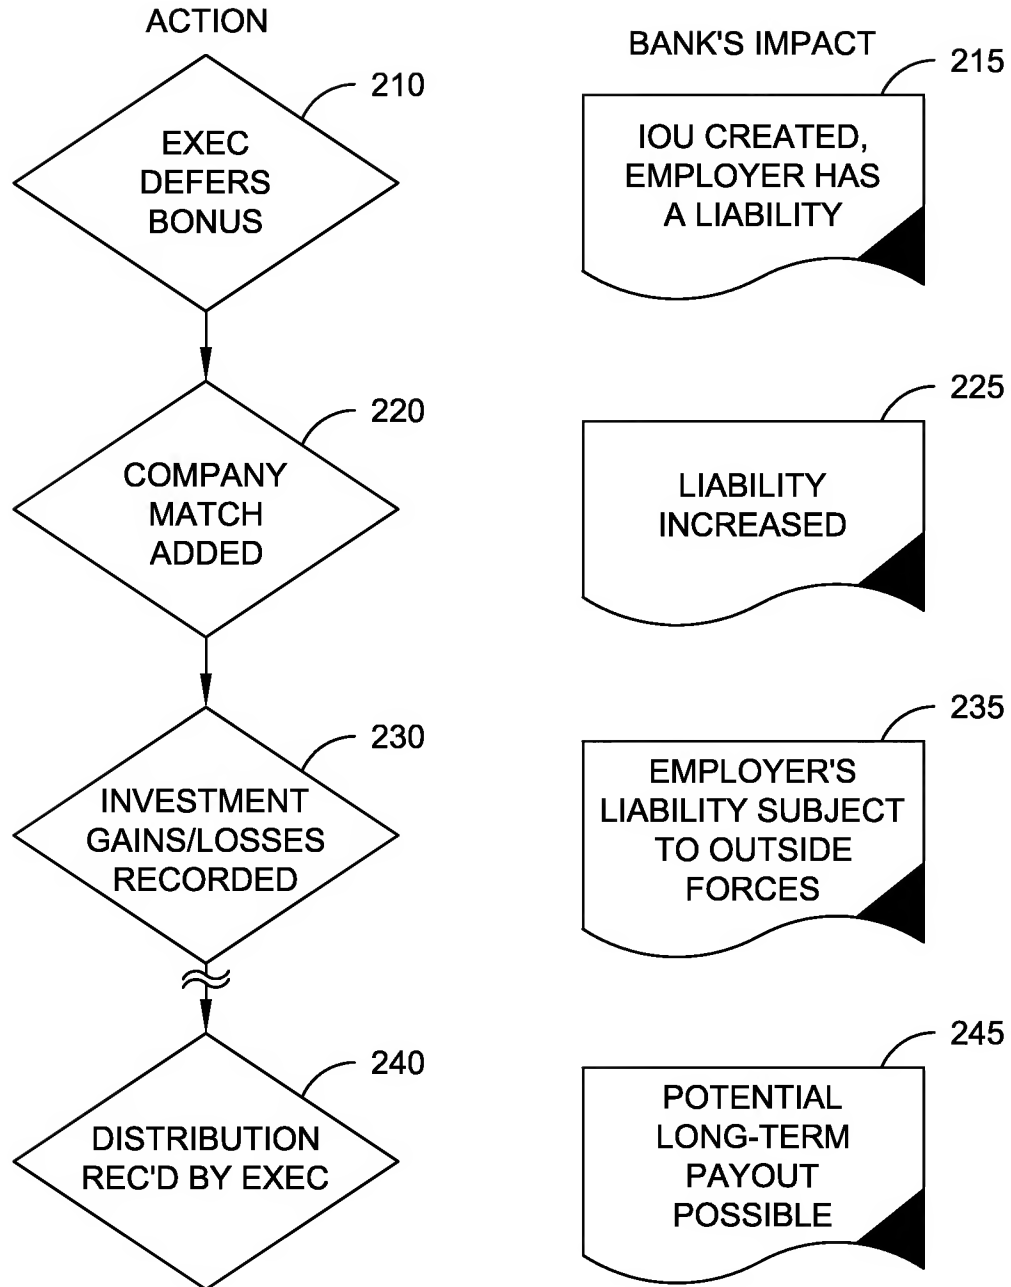 ACTION
BANK'S IMPACT
210
EXEC
DEFERS
BONUS
215
IOU CREATED,
EMPLOYER HAS
A LIABILITY
220
COMPANY
MATCH
ADDED
225
LIABILITY
INCREASED
230
INVESTMENT
GAINS/LOSSES
RECORDED
235
EMPLOYER'S
LIABILITY SUBJECT
TO OUTSIDE
FORCES
240
DISTRIBUTION
REC'D BY EXEC
245
POTENTIAL
LONG-TERM
PAYOUT
POSSIBLE